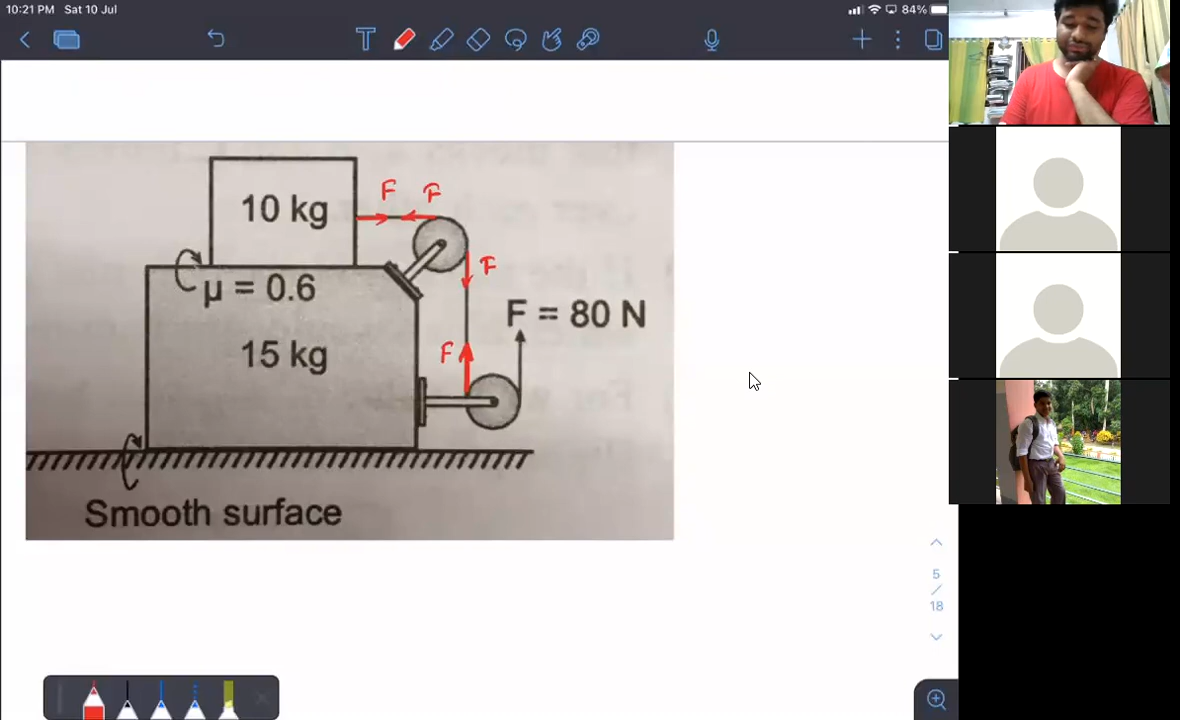 10:21 PM Sat 10 Jul
84%
T
F F
10 kg
F
μ = 0.6
F = 80 N
15 kg
F
Smooth surface
5
/
18